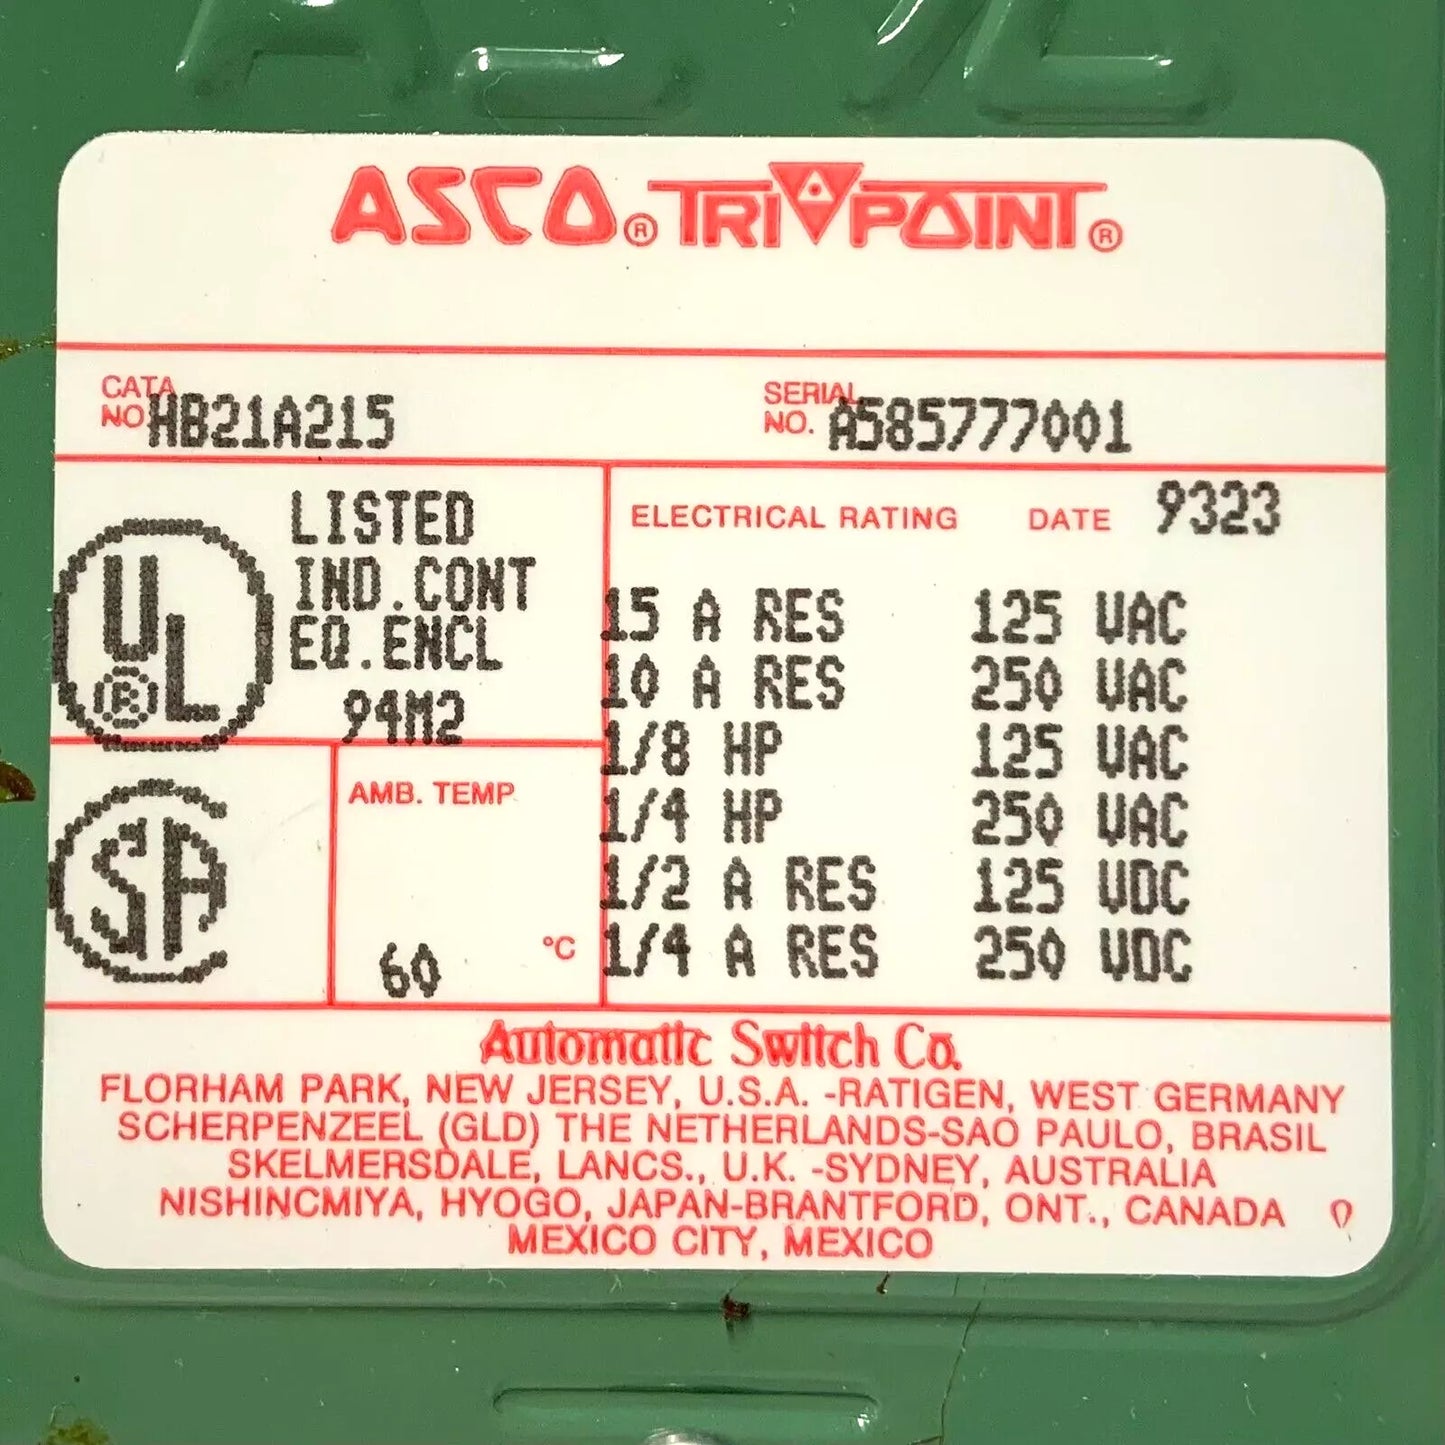 ASCO
ASCO® TRIPOINT®
CATA NO HB21A215
SERIAL NO. A585777001
UL®
LISTED
IND.CONT
EQ.ENCL
94M2
SA
AMB. TEMP
60 °C
ELECTRICAL RATING DATE 9323
15 A RES 125 VAC
10 A RES 250 VAC
1/8 HP 125 VAC
1/4 HP 250 VAC
1/2 A RES 125 VDC
1/4 A RES 250 VDC
Automatic Switch Co.
FLORHAM PARK, NEW JERSEY, U.S.A. -RATIGEN, WEST GERMANY
SCHERPENZEEL (GLD) THE NETHERLANDS-SAO PAULO, BRASIL
SKELMERSDALE, LANCS., U.K. -SYDNEY, AUSTRALIA
NISHINCMIYA, HYOGO, JAPAN-BRANTFORD, ONT., CANADA
MEXICO CITY, MEXICO